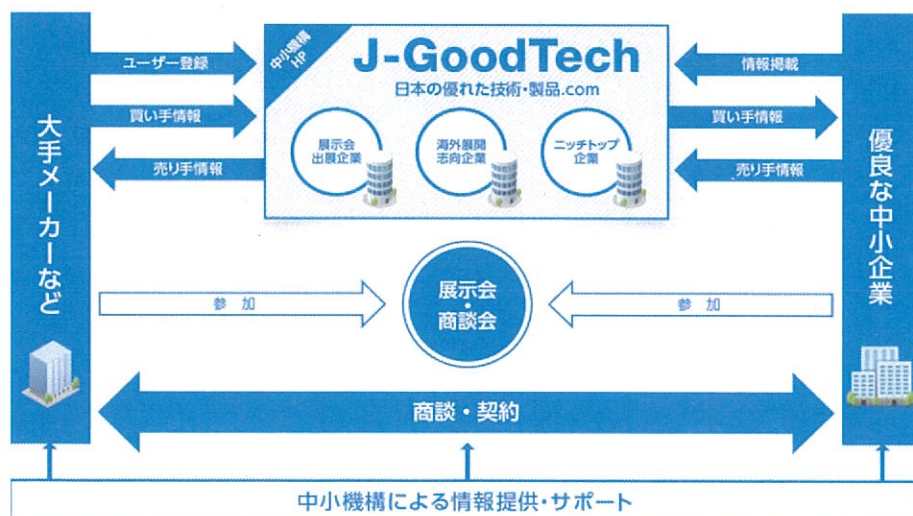 中小機構
HP
J-GoodTech
日本の優れた技術・製品.com
展示会
出展企業
海外展開
志向企業
ニッチトップ
企業
ユーザー登録
買い手情報
売り手情報
情報掲載
買い手情報
売り手情報
大手メーカーなど
優良な中小企業
参 加
展示会
・
商談会
参 加
商談・契約
中小機構による情報提供・サポート